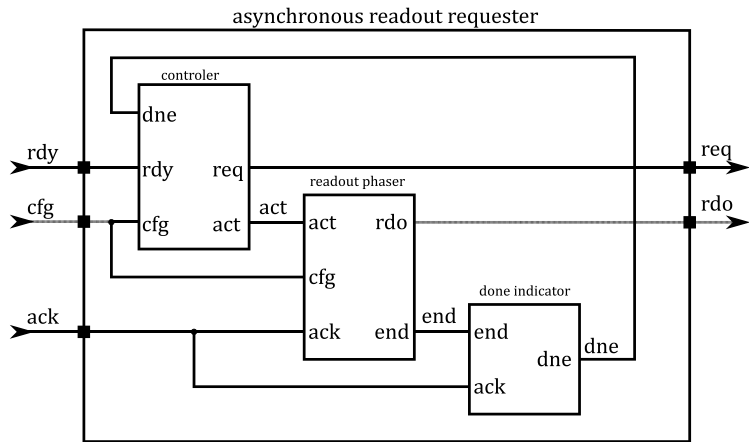 asynchronous readout requester
controler
dne
rdy
rdy
req
req
readout phaser
cfg
cfg
act
act
act
rdo
rdo
cfg
done indicator
ack
ack
end
end
end
dne
dne
ack